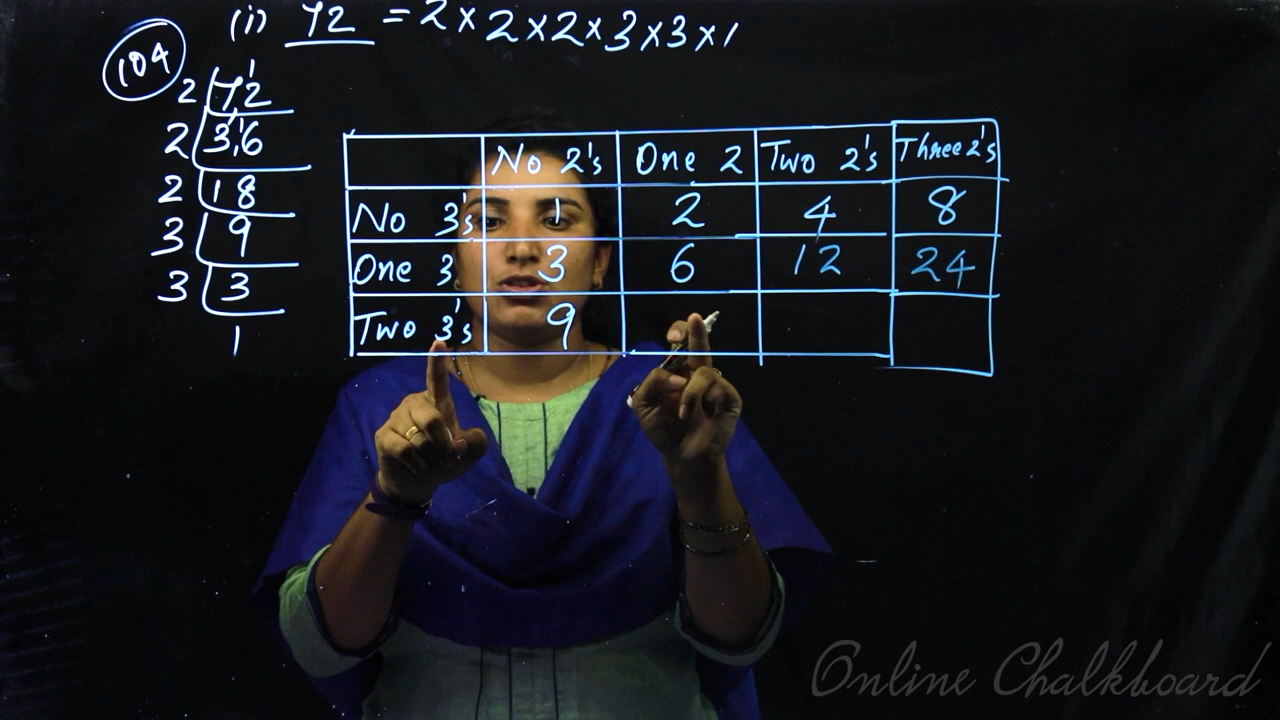 (i) 72 = 2 × 2 × 2 × 3 × 3 × 1
104
2 72
2 36
2 18
3 9
3 3
1
No 2's One 2 Two 2's Three 2's
No 3's 1 2 4 8
One 3 3 6 12 24
Two 3's 9
Online Chalkboard